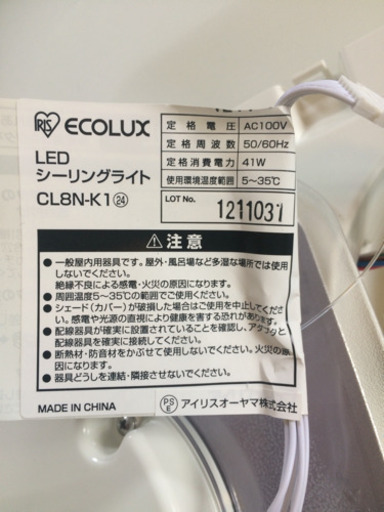 IRIS ECOLUX
LED
シーリングライト
CL8N-K1㉔
定格電圧 AC100V
定格周波数 50/60Hz
定格消費電力 41W
使用環境温度範囲 5~35℃
LOT No. 1211031
⚠注意
●一般屋内用器具です。屋外・風呂場など多湿な場所では使用
しないでください。
絶縁不良による感電・火災の原因になります。
●周囲温度5~35℃の範囲でご使用ください。
●シェード(カバー)が破損した場合はご使用を中止してください。
感電や光源の直視により健康を害する恐れがあります。
●配線器具が確実に設置されていることを確認し、アダプタと
配線器具を確実に接続してください。
●断熱材・防音材をかぶせて使用しないでください。火災の原
因になります。
●器具どうしを連結・隣接させないでください。
MADE IN CHINA
PSE アイリスオーヤマ株式会社